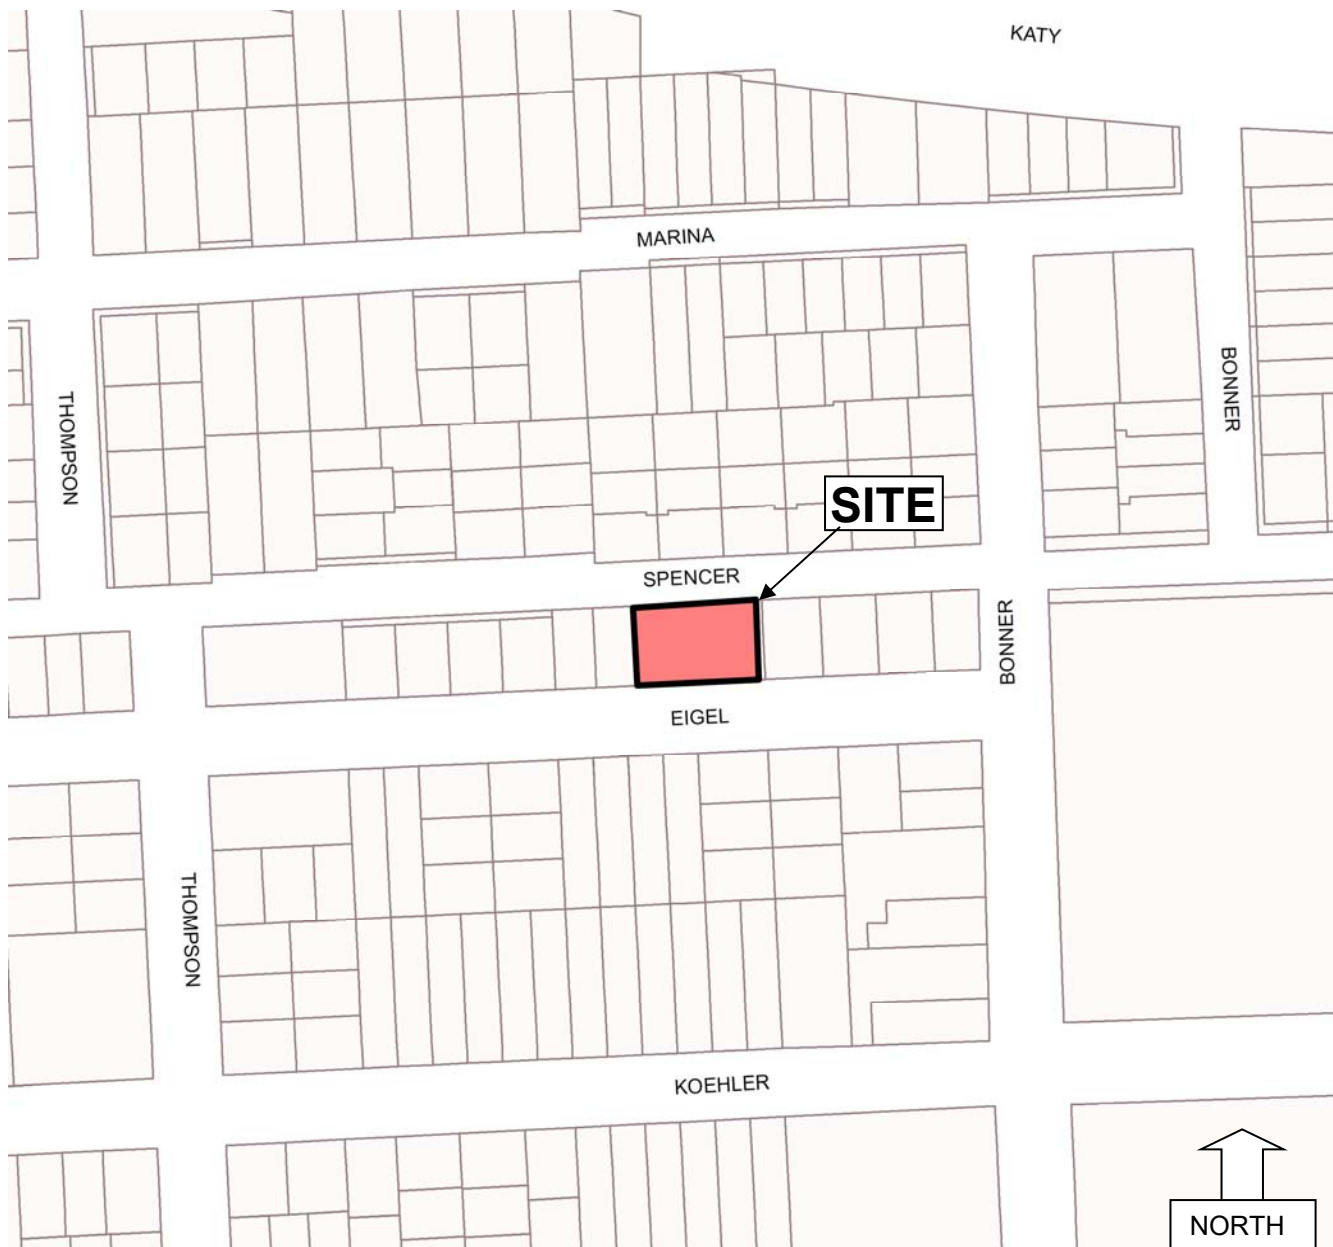 KATY
MARINA
THOMPSON
BONNER
SITE
SPENCER
BONNER
EIGEL
THOMPSON
KOEHLER
NORTH